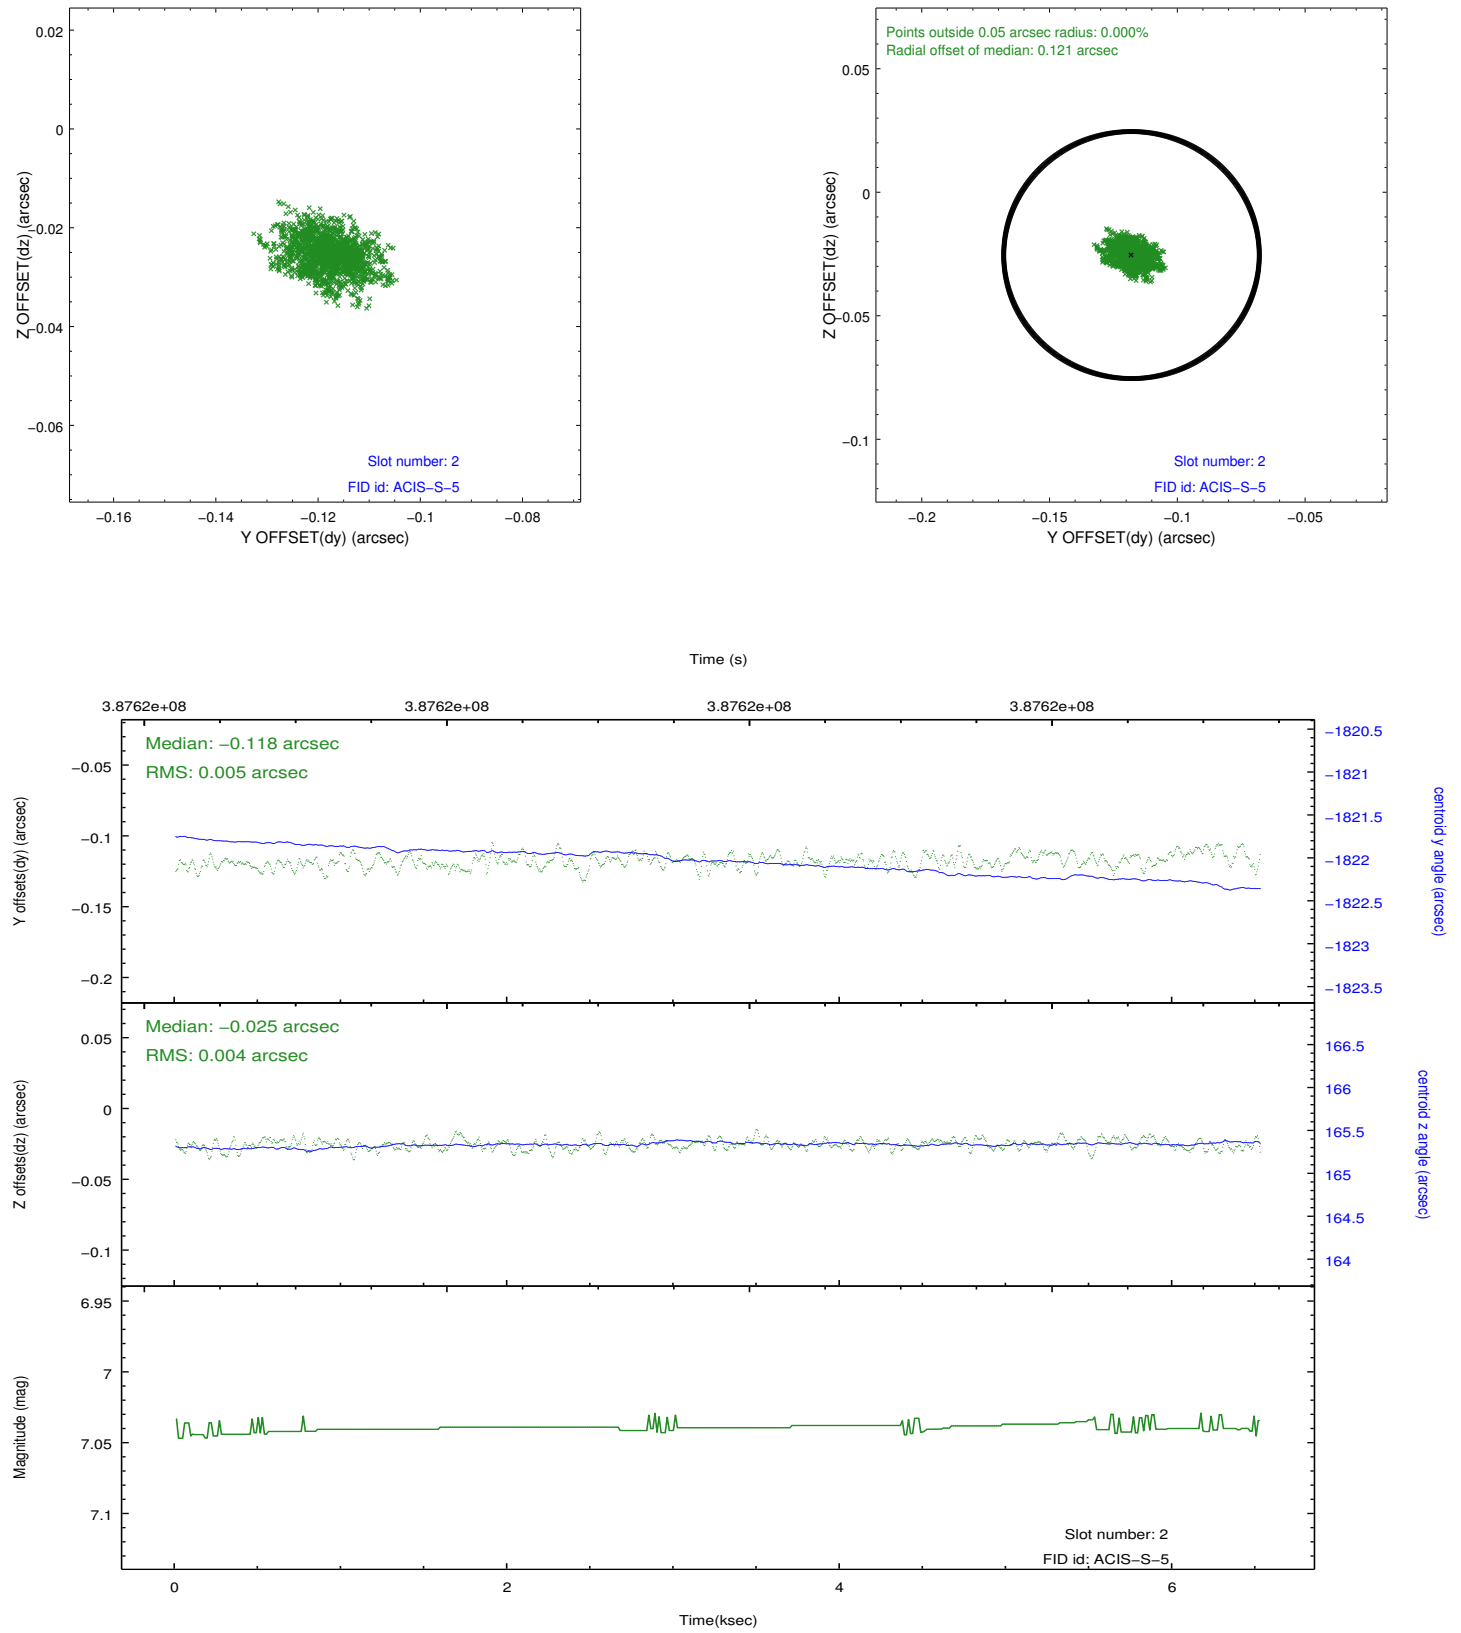 0.02
0
−0.02
−0.04
−0.06
Z OFFSET(dz) (arcsec)
Slot number: 2
FID id: ACIS−S−5
−0.16
−0.14
−0.12
−0.1
−0.08
Y OFFSET(dy) (arcsec)
Points outside 0.05 arcsec radius: 0.000%
Radial offset of median: 0.121 arcsec
0.05
0
−0.05
−0.1
Z OFFSET(dz) (arcsec)
Slot number: 2
FID id: ACIS−S−5
−0.2
−0.15
−0.1
−0.05
Y OFFSET(dy) (arcsec)
Time (s)
3.8762e+08
3.8762e+08
3.8762e+08
3.8762e+08
Median: −0.118 arcsec
RMS: 0.005 arcsec
−0.05
−0.1
−0.15
−0.2
Y offsets(dy) (arcsec)
−1820.5
−1821
−1821.5
−1822
−1822.5
−1823
−1823.5
centroid y angle (arcsec)
Median: −0.025 arcsec
RMS: 0.004 arcsec
0.05
0
−0.05
−0.1
Z offsets(dz) (arcsec)
166.5
166
165.5
165
164.5
164
centroid z angle (arcsec)
6.95
7
7.05
7.1
Magnitude (mag)
Slot number: 2
FID id: ACIS−S−5
0
2
4
6
Time(ksec)